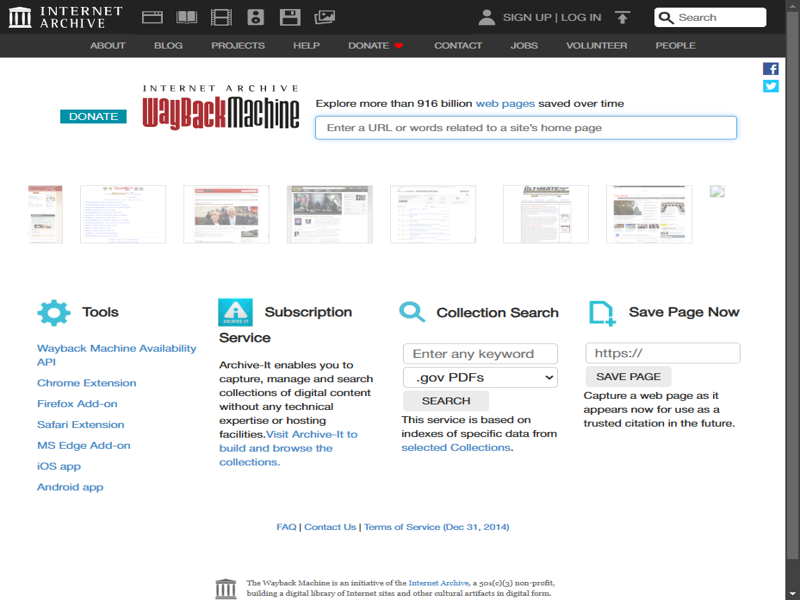 INTERNET
ARCHIVE
SIGN UP | LOG IN
Search
ABOUT
BLOG
PROJECTS
HELP
DONATE
CONTACT
JOBS
VOLUNTEER
PEOPLE
DONATE
INTERNET ARCHIVE
WayBackMachine
Explore more than 916 billion web pages saved over time
Enter a URL or words related to a site's home page
Tools
Wayback Machine Availability
API
Chrome Extension
Firefox Add-on
Safari Extension
MS Edge Add-on
iOS app
Android app
ARCHIVE-IT
Subscription
Service
Archive-It enables you to
capture, manage and search
collections of digital content
without any technical
expertise or hosting
facilities.Visit Archive-It to
build and browse the
collections.
Collection Search
Enter any keyword
.gov PDFs
SEARCH
This service is based on
indexes of specific data from
selected Collections.
Save Page Now
https://
SAVE PAGE
Capture a web page as it
appears now for use as a
trusted citation in the future.
FAQ | Contact Us | Terms of Service (Dec 31, 2014)
The Wayback Machine is an initiative of the Internet Archive, a 501(c)(3) non-profit,
building a digital library of Internet sites and other cultural artifacts in digital form.